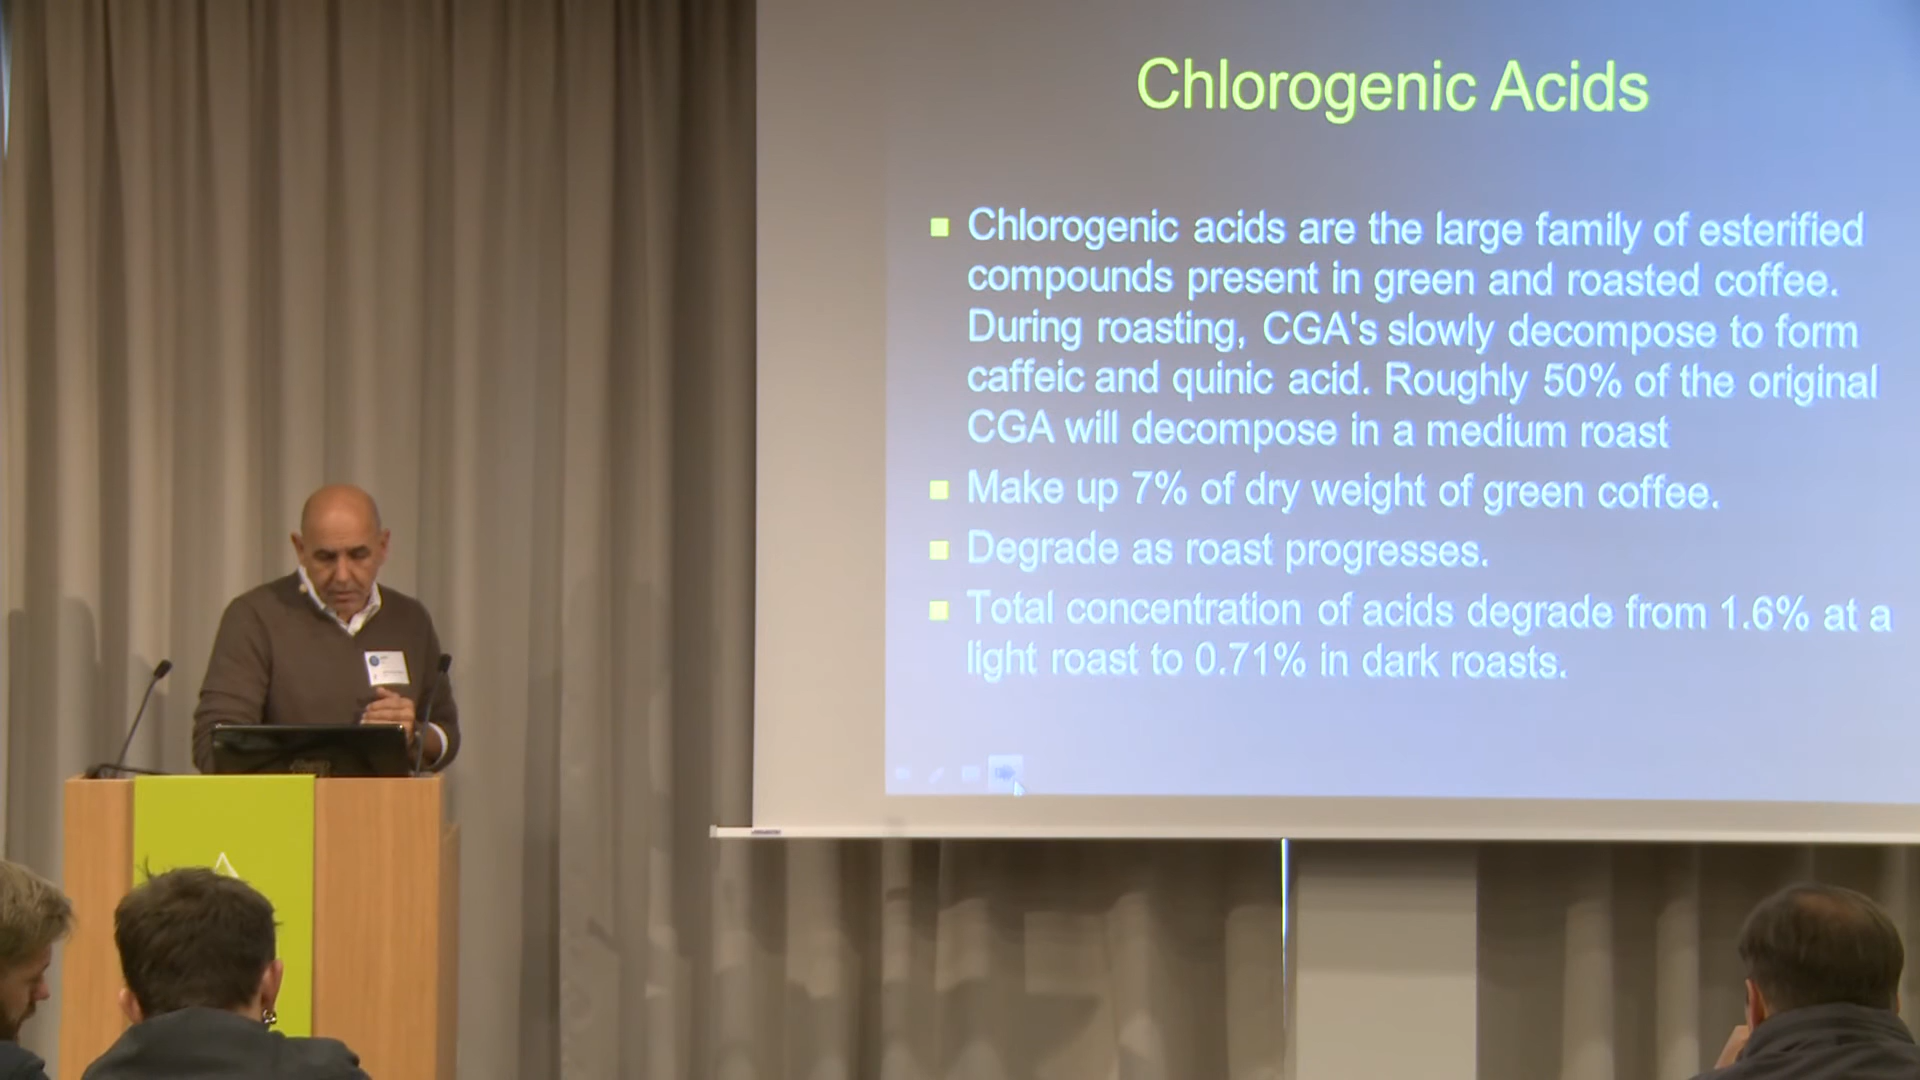 Chlorogenic Acids
Chlorogenic acids are the large family of esterified
compounds present in green and roasted coffee.
During roasting, CGA's slowly decompose to form
caffeic and quinic acid. Roughly 50% of the original
CGA will decompose in a medium roast
Make up 7% of dry weight of green coffee.
Degrade as roast progresses.
Total concentration of acids degrade from 1.6% at a
light roast to 0.71% in dark roasts.